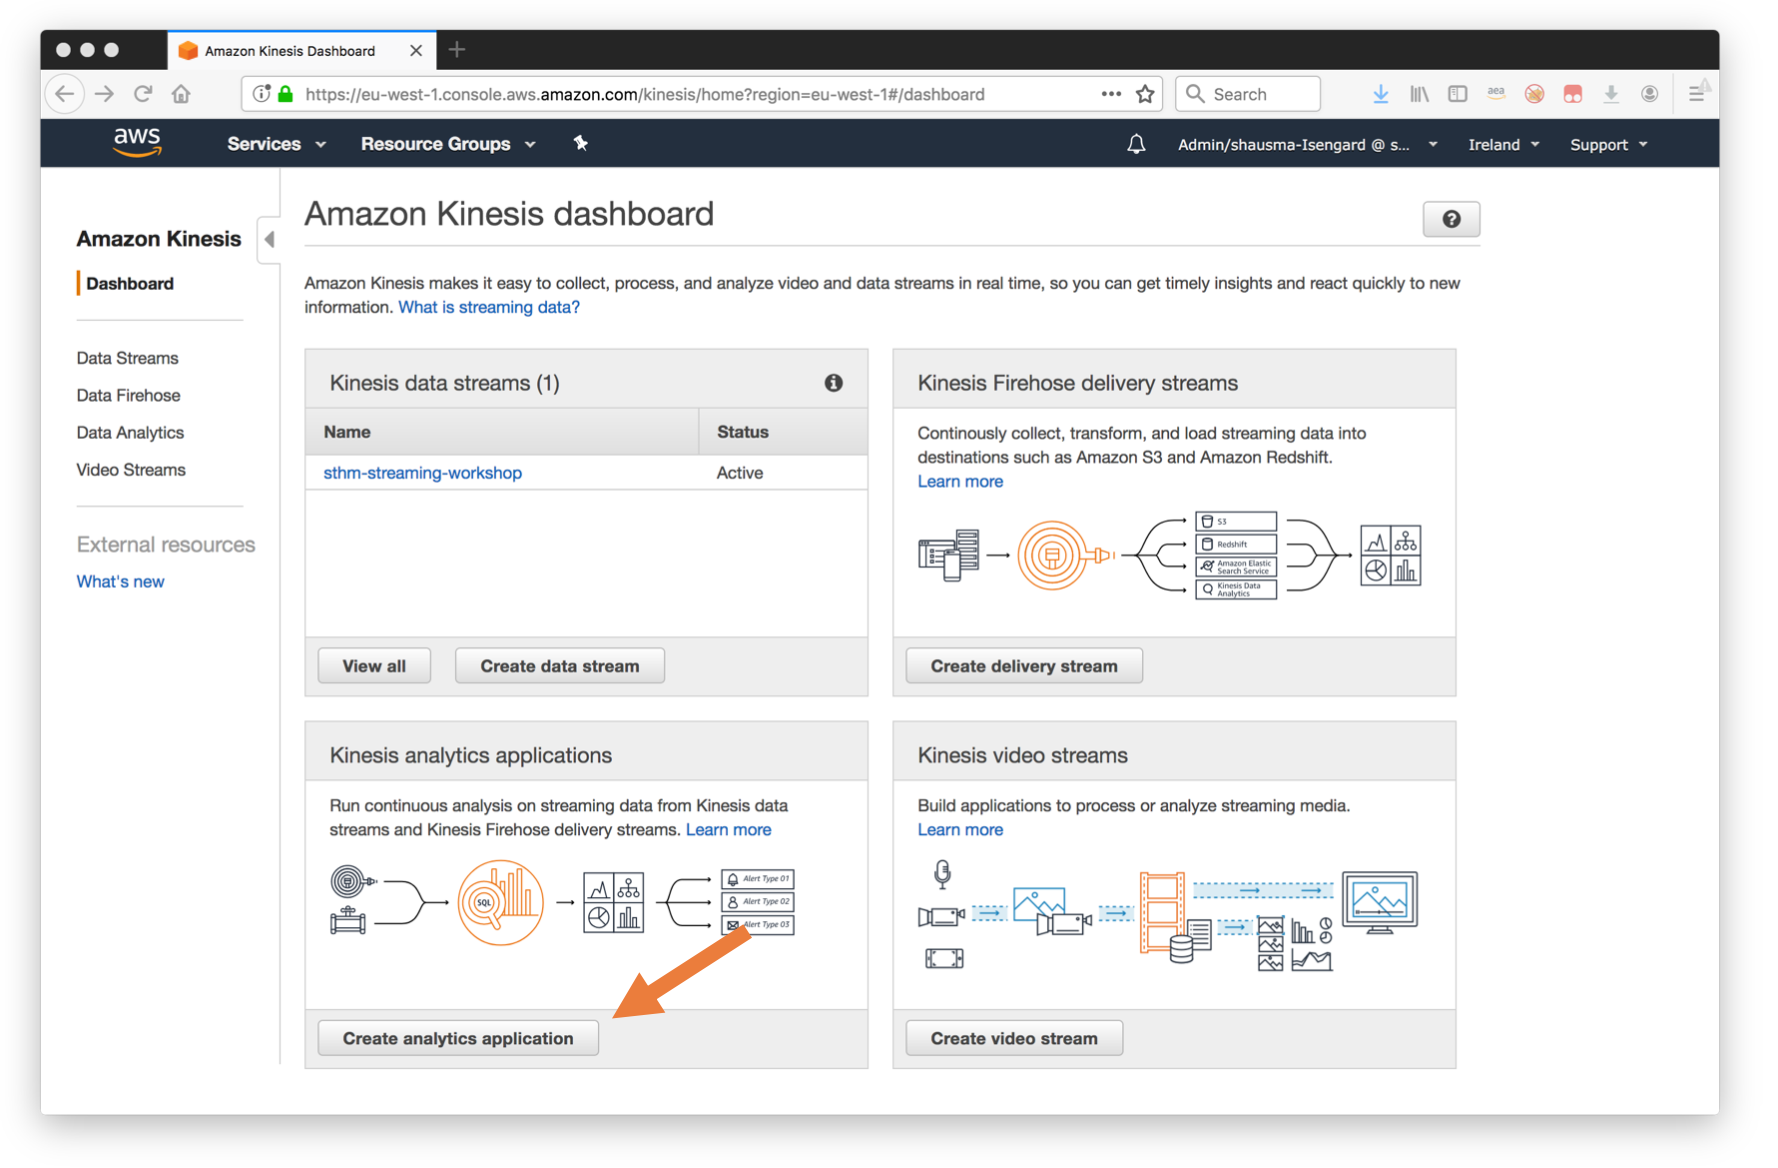 Amazon Kinesis Dashboard
https://eu-west-1.console.aws.amazon.com/kinesis/home?region=eu-west-1#/dashboard
Search
aea
aws
Services
Resource Groups
Admin/shausma-Isengard @ s...
Ireland
Support
Amazon Kinesis
Dashboard
Data Streams
Data Firehose
Data Analytics
Video Streams
External resources
What's new
Amazon Kinesis dashboard
Amazon Kinesis makes it easy to collect, process, and analyze video and data streams in real time, so you can get timely insights and react quickly to new
information. What is streaming data?
Kinesis data streams (1)
Name Status
sthm-streaming-workshop Active
View all
Create data stream
Kinesis Firehose delivery streams
Continously collect, transform, and load streaming data into
destinations such as Amazon S3 and Amazon Redshift.
Learn more
S3
Redshift
Amazon Elastic
Search Service
Kinesis Data
Analytics
Create delivery stream
Kinesis analytics applications
Run continuous analysis on streaming data from Kinesis data
streams and Kinesis Firehose delivery streams. Learn more
SQL
Alert Type 01
Alert Type 02
Alert Type 03
Create analytics application
Kinesis video streams
Build applications to process or analyze streaming media.
Learn more
Create video stream